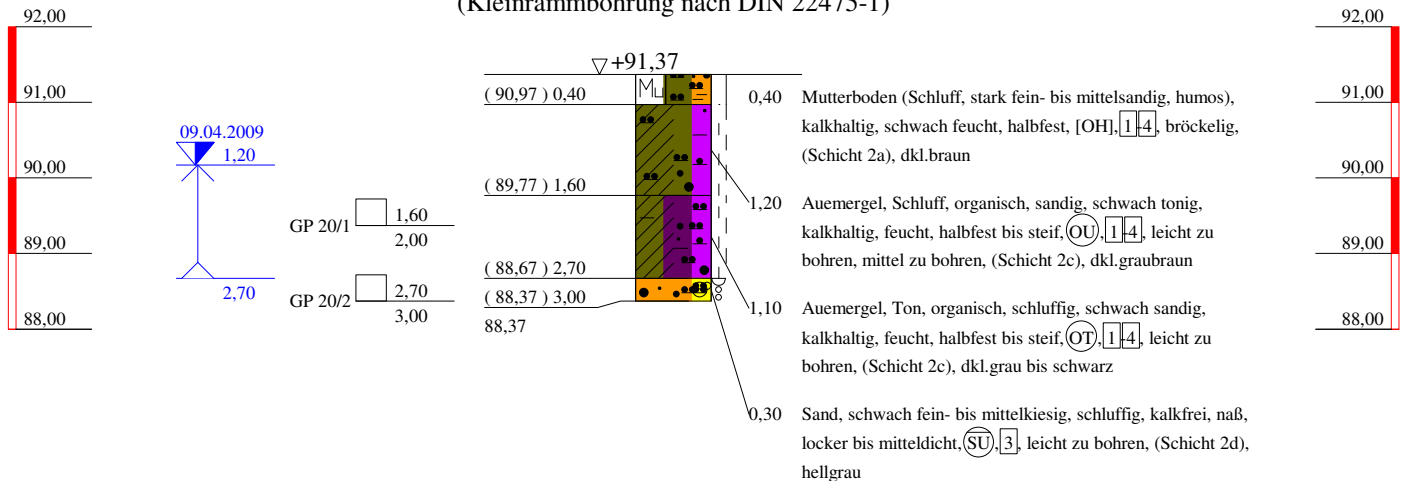 (Kleinrammbohrung nach DIN 22475-1)
92,00
91,00
90,00
89,00
88,00
09.04.2009
1,20
2,70
GP 20/1
1,60
2,00
GP 20/2
2,70
3,00
+91,37
( 90,97 ) 0,40
( 89,77 ) 1,60
( 88,67 ) 2,70
( 88,37 ) 3,00
88,37
Mu
0,40 Mutterboden (Schluff, stark fein- bis mittelsandig, humos),
kalkhaltig, schwach feucht, halbfest, [OH], 1-4, bröckelig,
(Schicht 2a), dkl.braun
1,20 Auemergel, Schluff, organisch, sandig, schwach tonig,
kalkhaltig, feucht, halbfest bis steif, OU, 1-4, leicht zu
bohren, mittel zu bohren, (Schicht 2c), dkl.graubraun
1,10 Auemergel, Ton, organisch, schluffig, schwach sandig,
kalkhaltig, feucht, halbfest bis steif, OT, 1-4, leicht zu
bohren, (Schicht 2c), dkl.grau bis schwarz
0,30 Sand, schwach fein- bis mittelkiesig, schluffig, kalkfrei, naß,
locker bis mitteldicht, S̅U̅, 3, leicht zu bohren, (Schicht 2d),
hellgrau
92,00
91,00
90,00
89,00
88,00